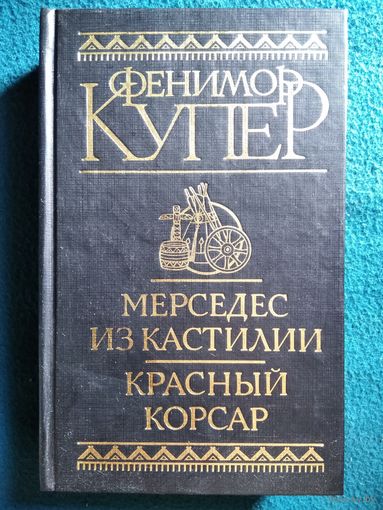 ФЕНИМОР
КУПЕР
МЕРСЕДЕС
ИЗ КАСТИЛИИ
КРАСНЫЙ
КОРСАР